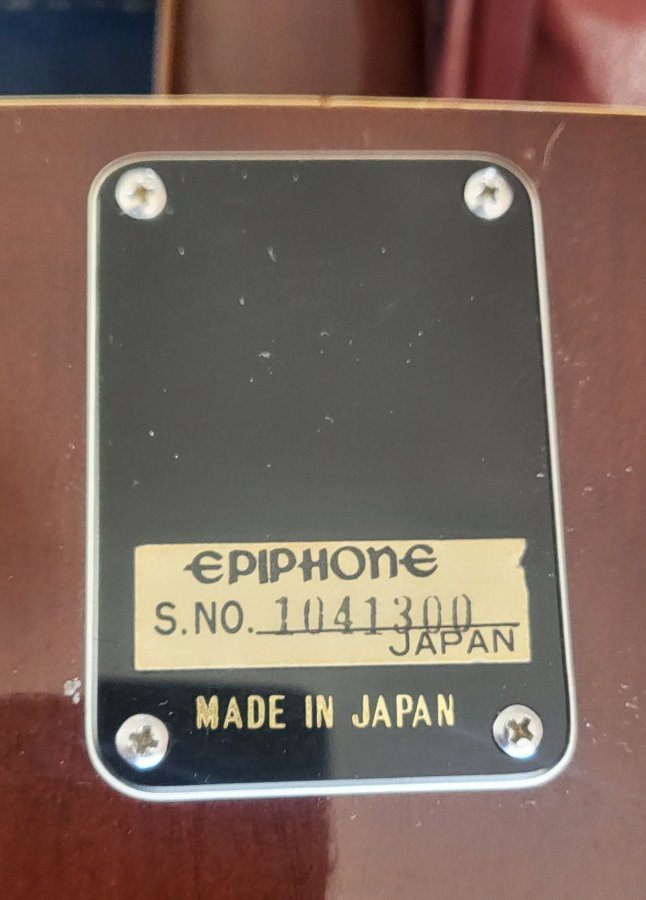 EPIPHONE
S.NO. 1041300
JAPAN
MADE IN JAPAN